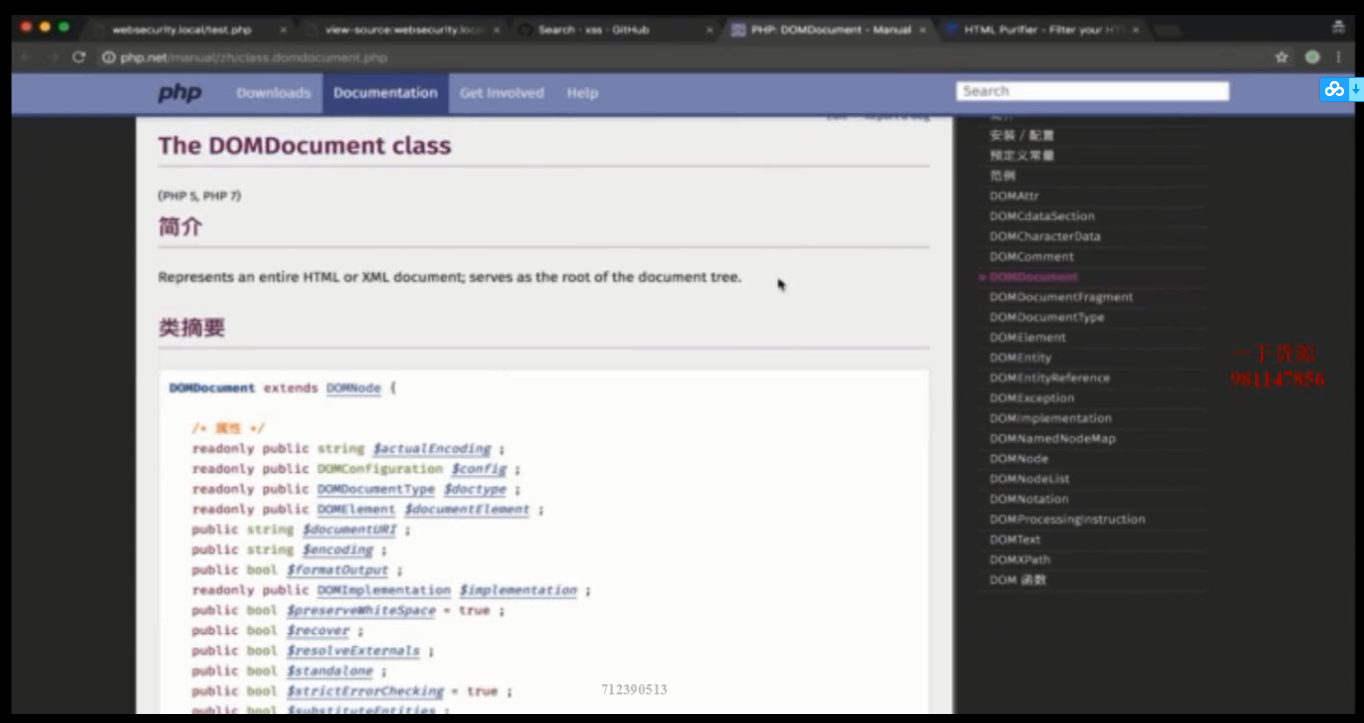 websecurity.local/test.php
view-source:websecurity.loc
Search · xss · GitHub
PHP: DOMDocument - Manual
HTML Purifier - Filter your HT
php.net/manual/zh/class.domdocument.php
php Downloads Documentation Get Involved Help
Search
The DOMDocument class
(PHP 5, PHP 7)
简介
Represents an entire HTML or XML document; serves as the root of the document tree.
类摘要
DOMDocument extends DOMNode {
/* 属性 */
readonly public string $actualEncoding ;
readonly public DOMConfiguration $config ;
readonly public DOMDocumentType $doctype ;
readonly public DOMElement $documentElement ;
public string $documentURI ;
public string $encoding ;
public bool $formatOutput ;
readonly public DOMImplementation $implementation ;
public bool $preserveWhiteSpace = true ;
public bool $recover ;
public bool $resolveExternals ;
public bool $standalone ;
public bool $strictErrorChecking = true ;
public bool $substituteEntities ;
712390513
安装 / 配置
预定义常量
范例
DOMAttr
DOMCdataSection
DOMCharacterData
DOMComment
» DOMDocument
DOMDocumentFragment
DOMDocumentType
DOMElement
DOMEntity
DOMEntityReference
DOMException
DOMImplementation
DOMNamedNodeMap
DOMNode
DOMNodeList
DOMNotation
DOMProcessingInstruction
DOMText
DOMXPath
DOM 函数
981147856